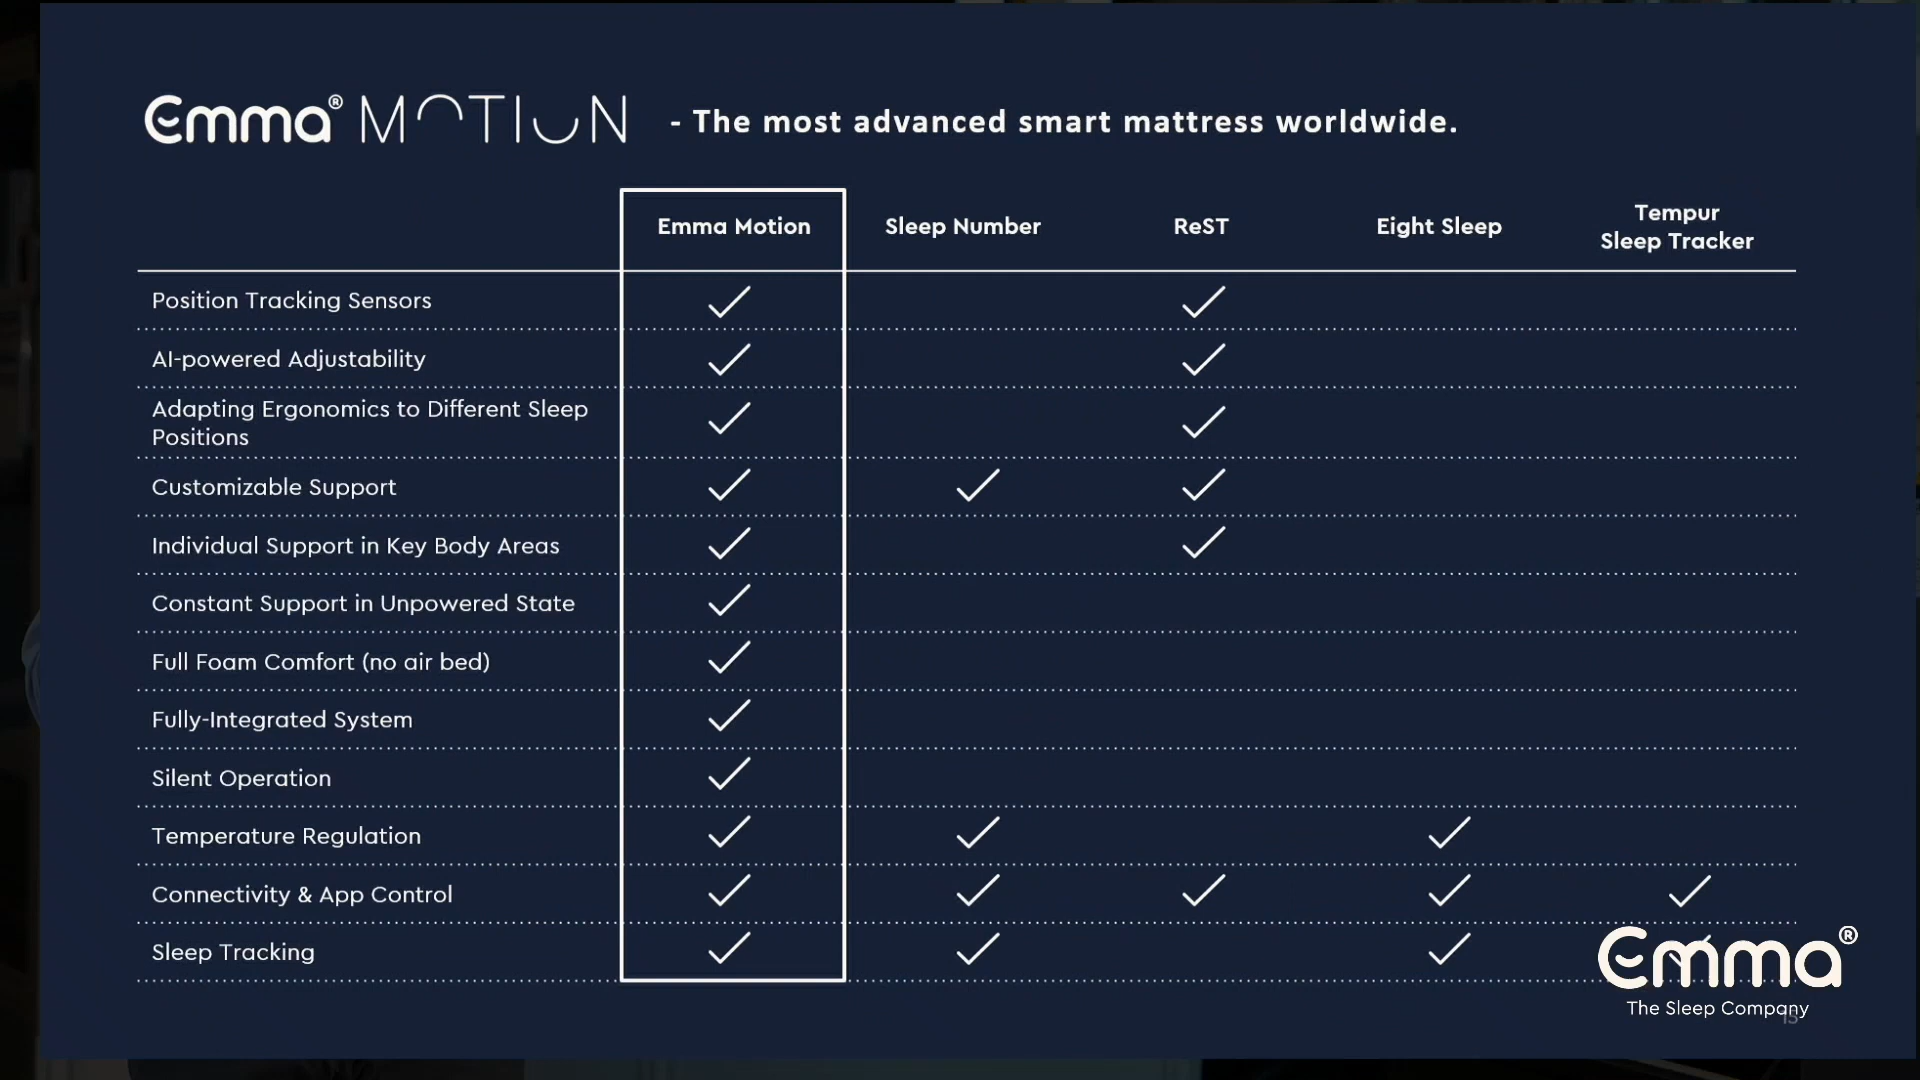 Emma® MOTION - The most advanced smart mattress worldwide.
Emma Motion Sleep Number ReST Eight Sleep Tempur Sleep Tracker
Position Tracking Sensors ✓ ✓
AI-powered Adjustability ✓ ✓
Adapting Ergonomics to Different Sleep
Positions ✓ ✓
Customizable Support ✓ ✓ ✓
Individual Support in Key Body Areas ✓ ✓
Constant Support in Unpowered State ✓
Full Foam Comfort (no air bed) ✓
Fully-Integrated System ✓
Silent Operation ✓
Temperature Regulation ✓ ✓ ✓
Connectivity & App Control ✓ ✓ ✓ ✓ ✓
Sleep Tracking ✓ ✓ ✓
Emma®
The Sleep Company
15